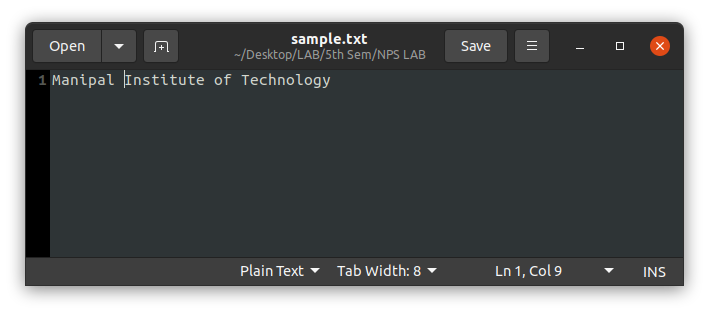 Open
sample.txt
~/Desktop/LAB/5th Sem/NPS LAB
Save
1 Manipal Institute of Technology
Plain Text Tab Width: 8 Ln 1, Col 9 INS